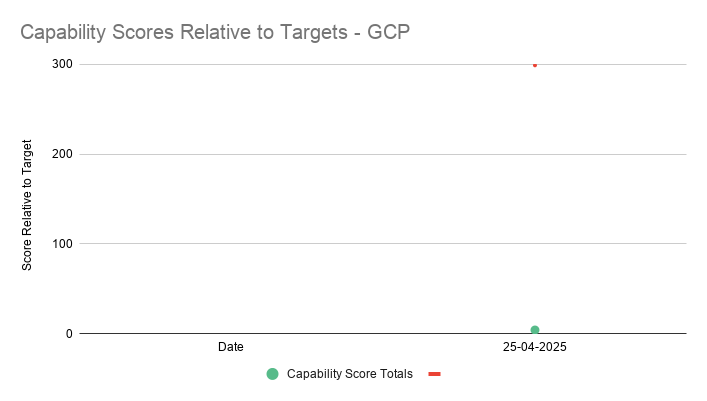 Capability Scores Relative to Targets - GCP
Score Relative to Target
300
200
100
0
Date
25-04-2025
Capability Score Totals